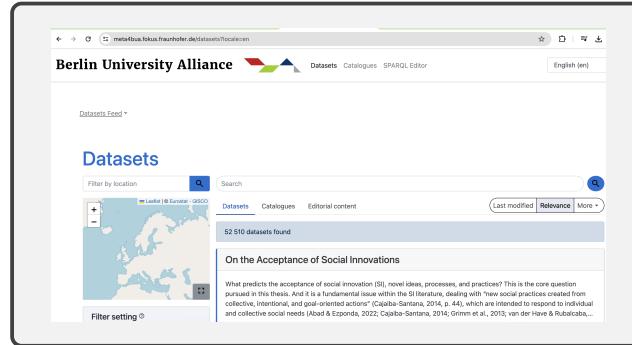 meta4bua.fokus.fraunhofer.de/datasets?locale=en
Berlin University Alliance
Datasets Catalogues SPARQL Editor
English (en)
Datasets Feed
Datasets
Filter by location
Search
+
−
Leaflet | © Eurostat - GISCO
Datasets Catalogues Editorial content
Last modified Relevance More
52 510 datasets found
On the Acceptance of Social Innovations
What predicts the acceptance of social innovation (SI), novel ideas, processes, and practices? This is the core question
pursued in this thesis. And it is a fundamental issue within the SI literature, dealing with “new social practices created from
collective, intentional, and goal-oriented actions” (Cajaiba-Santana, 2014, p. 44), which are intended to respond to individual
and collective social needs (Abad & Ezponda, 2022; Cajaiba-Santana, 2014; Grimm et al., 2013; van der Have & Rubalcaba,...
Filter setting